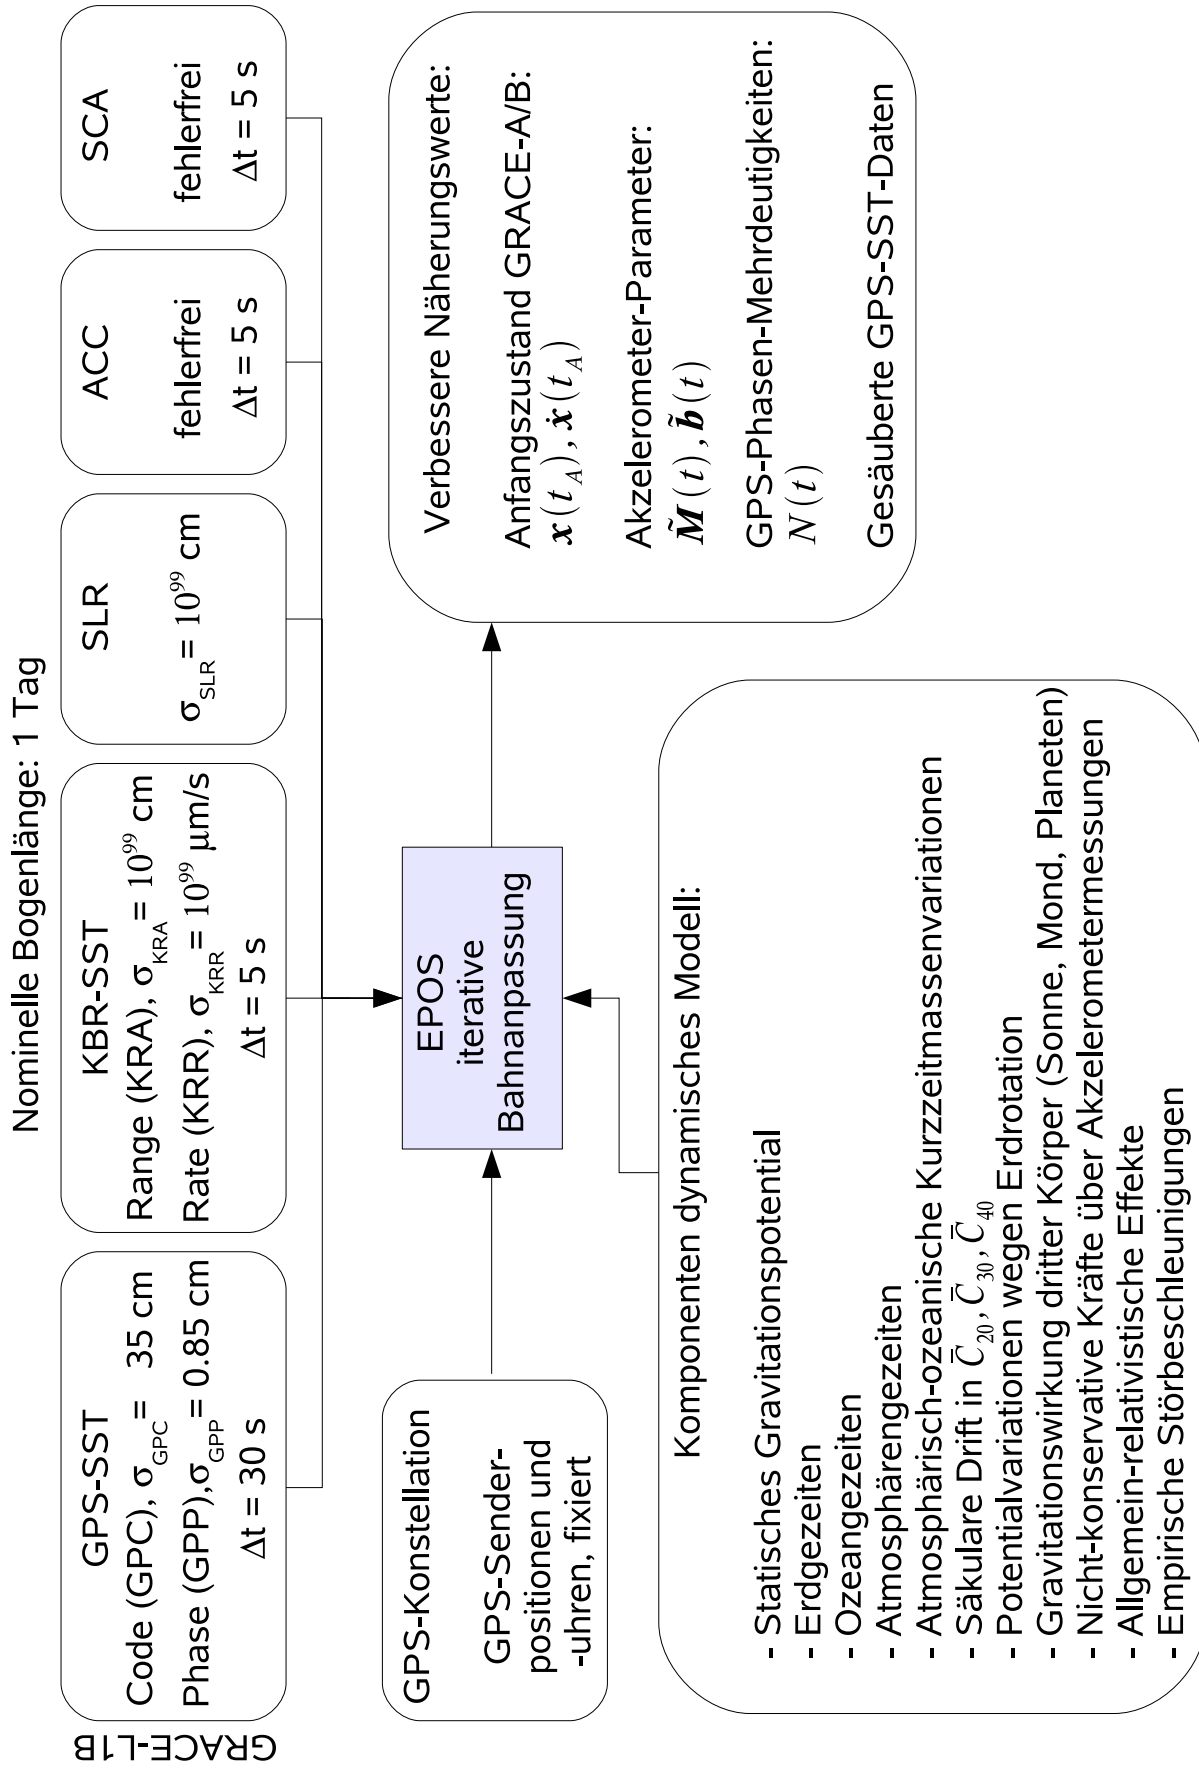 Nominelle Bogenlänge: 1 Tag
GRACE-L1B
GPS-SST
Code (GPC), σGPC = 35 cm
Phase (GPP),σGPP = 0.85 cm
Δt = 30 s
KBR-SST
Range (KRA), σKRA = 10^99 cm
Rate (KRR), σKRR = 10^99 μm/s
Δt = 5 s
SLR
σSLR = 10^99 cm
ACC
fehlerfrei
Δt = 5 s
SCA
fehlerfrei
Δt = 5 s
GPS-Konstellation
GPS-Sender-
positionen und
-uhren, fixiert
EPOS
iterative
Bahnanpassung
Verbessere Näherungswerte:
Anfangszustand GRACE-A/B:
x(t_A), ẋ(t_A)
Akzelerometer-Parameter:
M̃(t), b̃(t)
GPS-Phasen-Mehrdeutigkeiten:
N(t)
Gesäuberte GPS-SST-Daten
Komponenten dynamisches Modell:
- Statisches Gravitationspotential
- Erdgezeiten
- Ozeangezeiten
- Atmosphärengezeiten
- Atmosphärisch-ozeanische Kurzzeitmassenvariationen
- Säkulare Drift in C̄20, C̄30, C̄40
- Potentialvariationen wegen Erdrotation
- Gravitationswirkung dritter Körper (Sonne, Mond, Planeten)
- Nicht-konservative Kräfte über Akzelerometermessungen
- Allgemein-relativistische Effekte
- Empirische Störbeschleunigungen